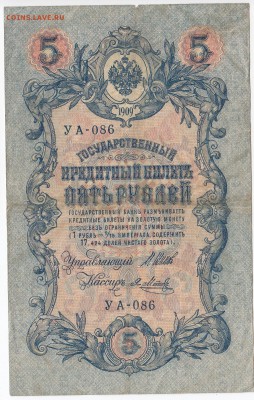 COINS.LAVE.RU
5 5
1909
УА-086
ГОСУДАРСТВЕННЫЙ
КРЕДИТНЫЙ БИЛЕТЪ
ПЯТЬ РУБЛЕЙ
ГОСУДАРСТВЕННЫЙ БАНКЪ РАЗМѢНИВАЕТЪ
КРЕДИТНЫЕ БИЛЕТЫ НА ЗОЛОТУЮ МОНЕТУ
БЕЗЪ ОГРАНИЧЕНІЯ СУММЫ
(1 РУБЛЬ = 1/15 ИМПЕРІАЛА, СОДЕРЖИТЪ
17,424 ДОЛЕЙ ЧИСТАГО ЗОЛОТА).
Управляющій
Кассиръ
УА-086
5